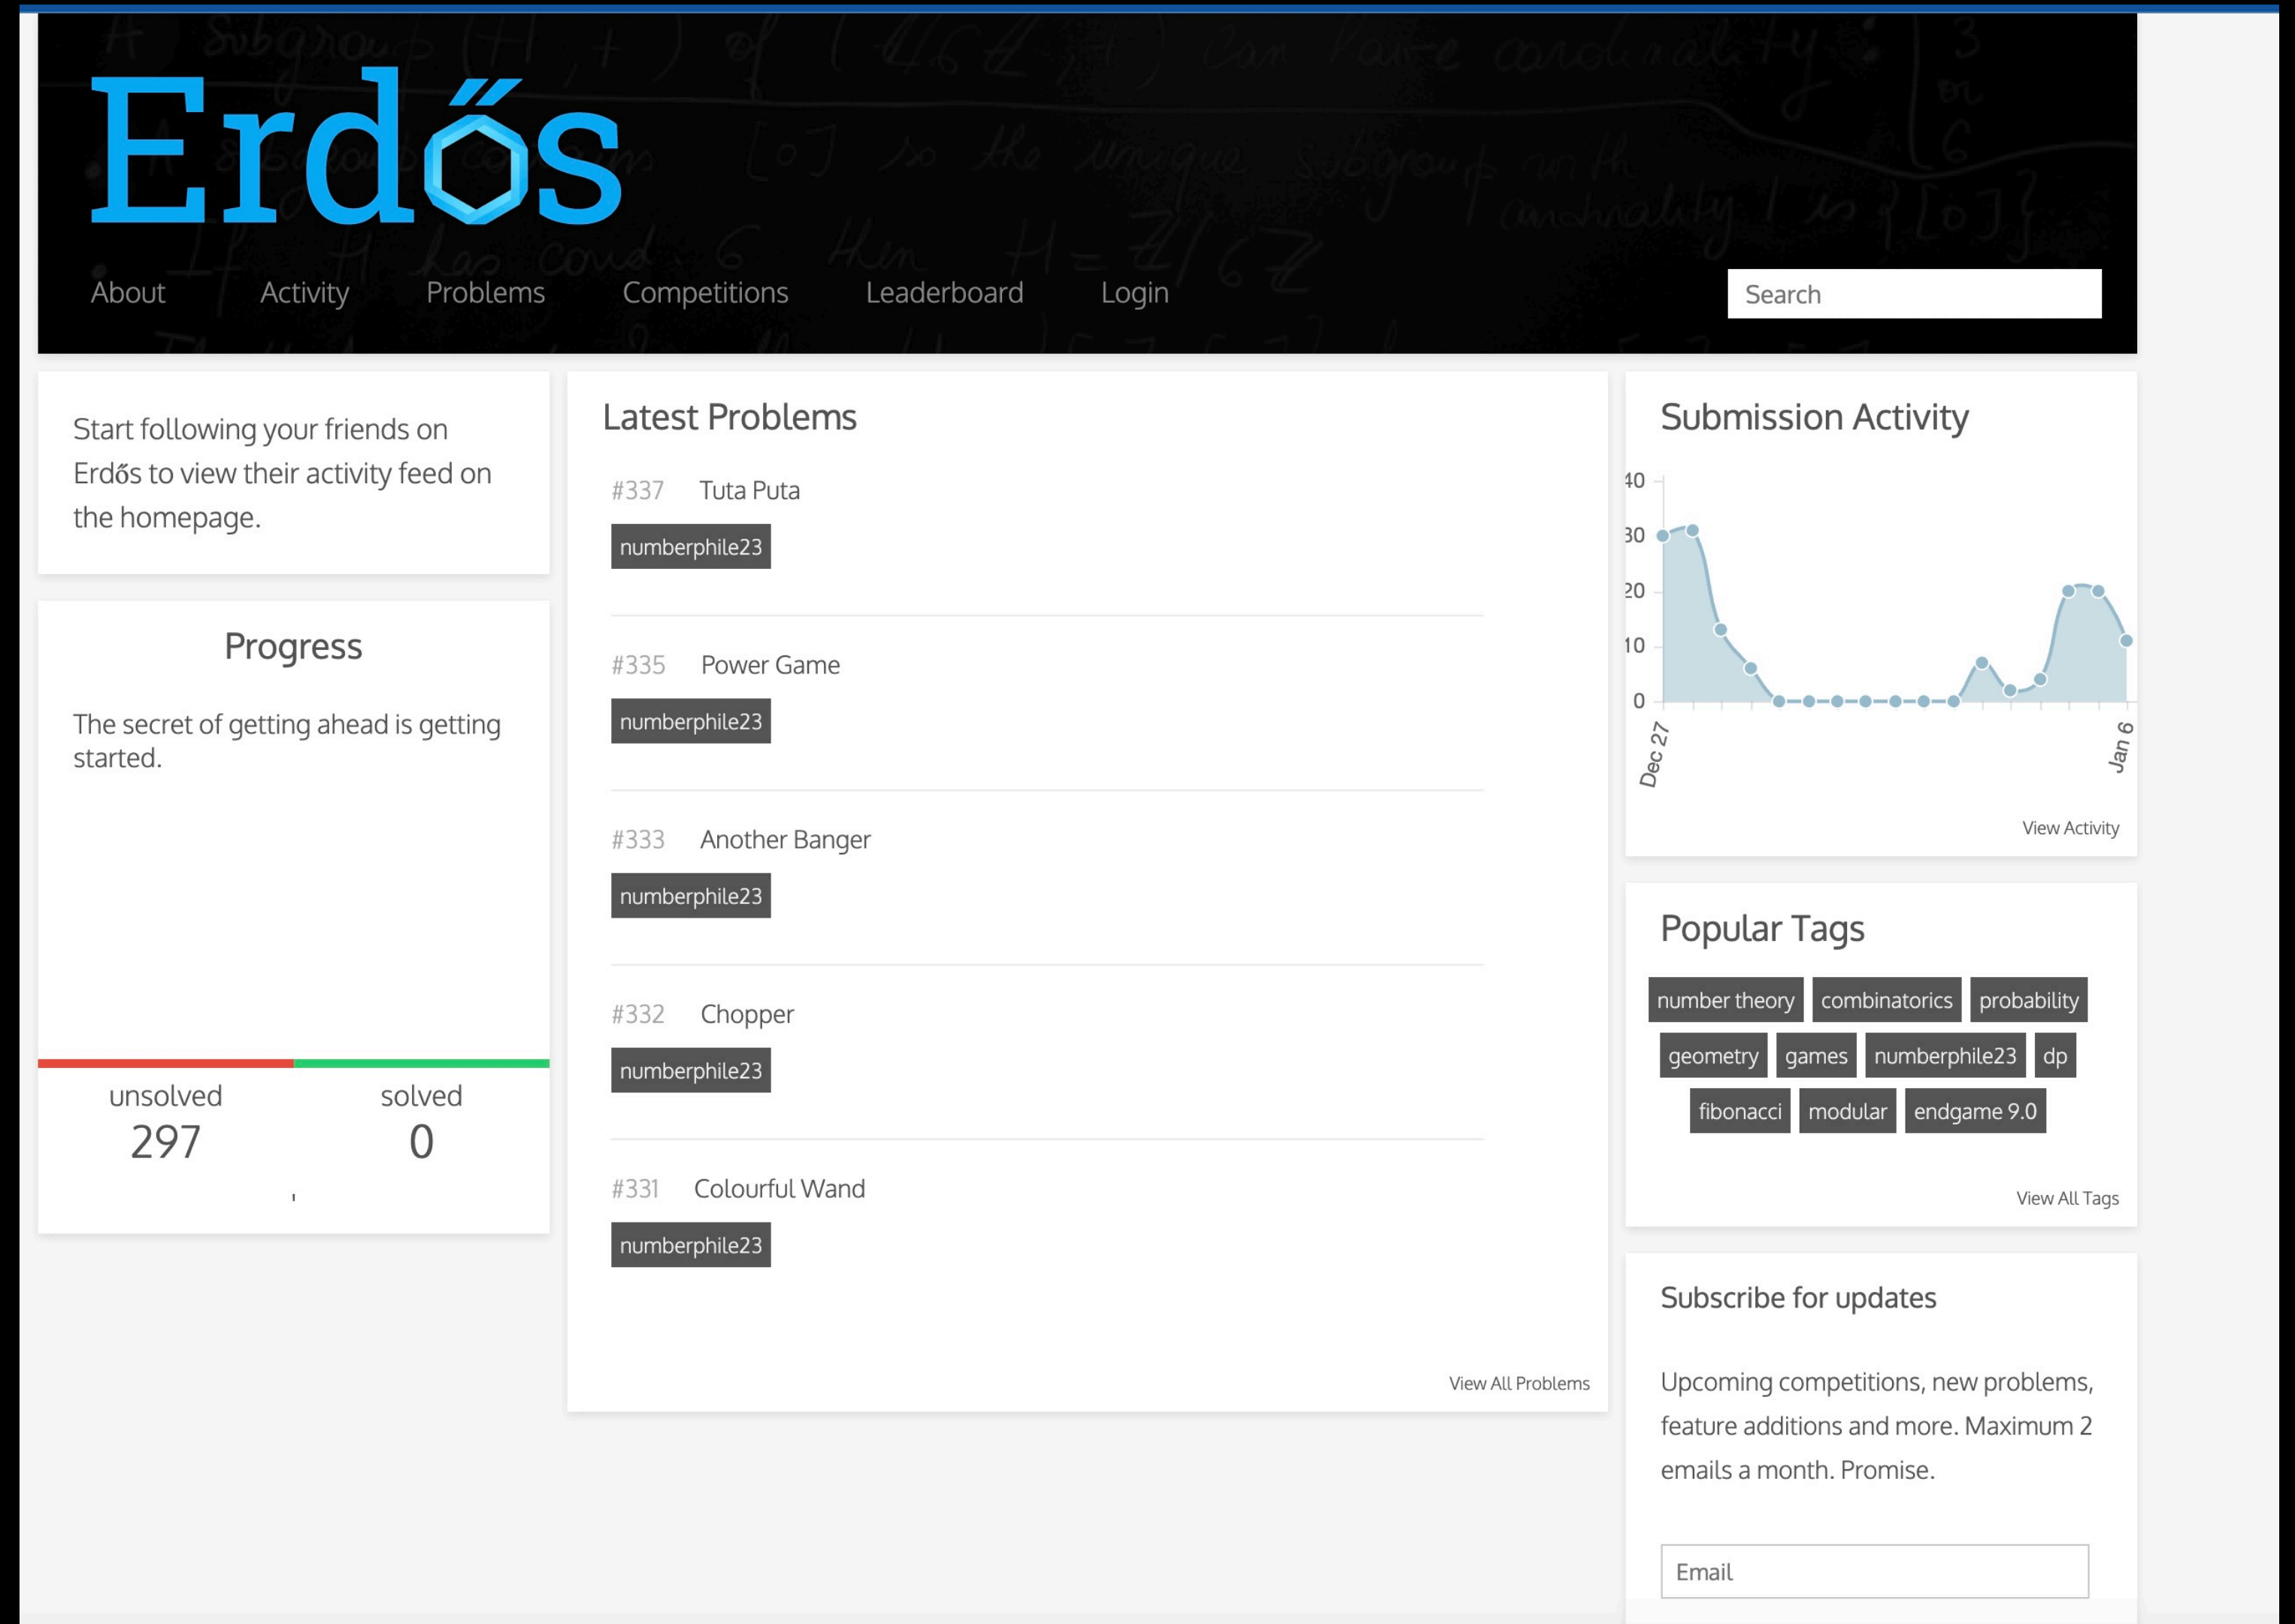 Erdős
About Activity Problems Competitions Leaderboard Login
Search
Start following your friends on
Erdős to view their activity feed on
the homepage.
Progress
The secret of getting ahead is getting
started.
unsolved solved
297 0
Latest Problems
#337 Tuta Puta
numberphile23
#335 Power Game
numberphile23
#333 Another Banger
numberphile23
#332 Chopper
numberphile23
#331 Colourful Wand
numberphile23
View All Problems
Submission Activity
40
30
20
10
0
Dec 27 Jan 6
View Activity
Popular Tags
number theory combinatorics probability
geometry games numberphile23 dp
fibonacci modular endgame 9.0
View All Tags
Subscribe for updates
Upcoming competitions, new problems,
feature additions and more. Maximum 2
emails a month. Promise.
Email